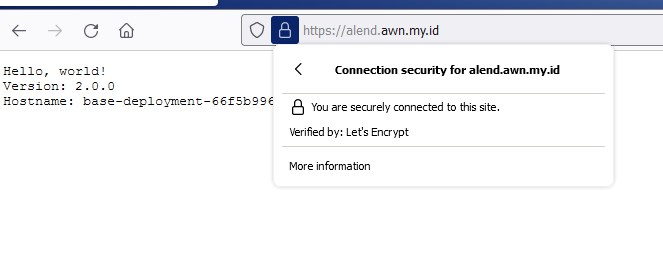 https://alend.awn.my.id
Connection security for alend.awn.my.id
You are securely connected to this site.
Verified by: Let's Encrypt
More information
Hello, world!
Version: 2.0.0
Hostname: base-deployment-66f5b996